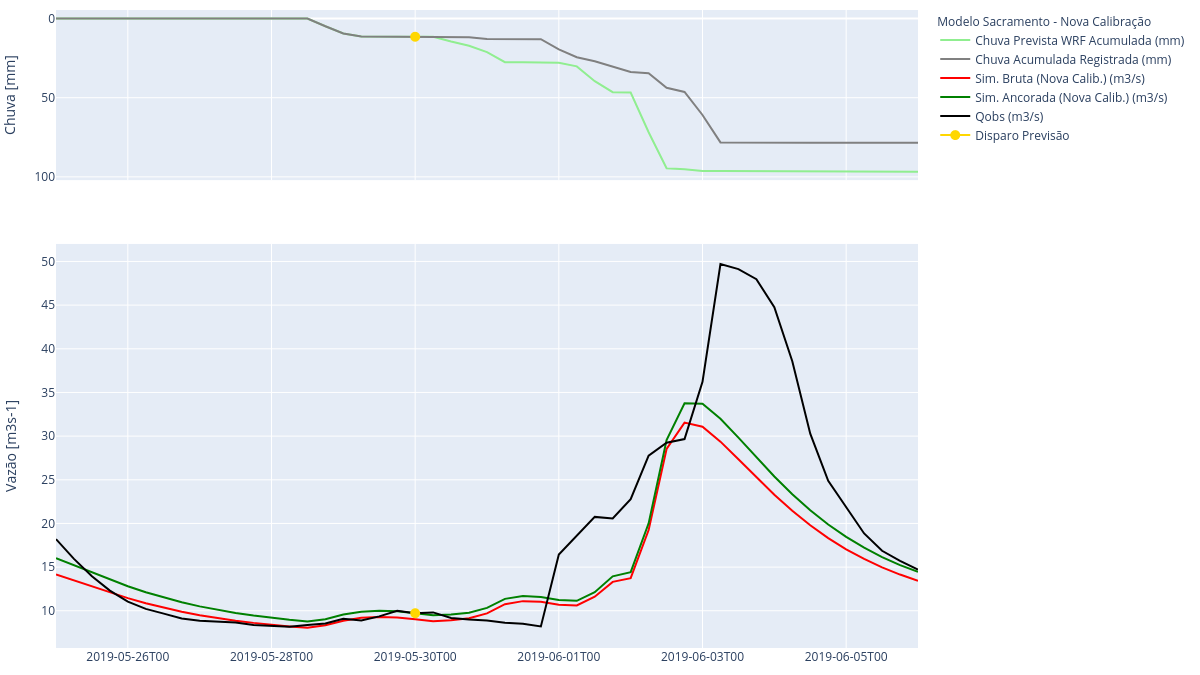 Chuva [mm]
0
50
100
Modelo Sacramento - Nova Calibração
Chuva Prevista WRF Acumulada (mm)
Chuva Acumulada Registrada (mm)
Sim. Bruta (Nova Calib.) (m3/s)
Sim. Ancorada (Nova Calib.) (m3/s)
Qobs (m3/s)
Disparo Previsão
Vazão [m3s-1]
50
45
40
35
30
25
20
15
10
2019-05-26T00 2019-05-28T00 2019-05-30T00 2019-06-01T00 2019-06-03T00 2019-06-05T00